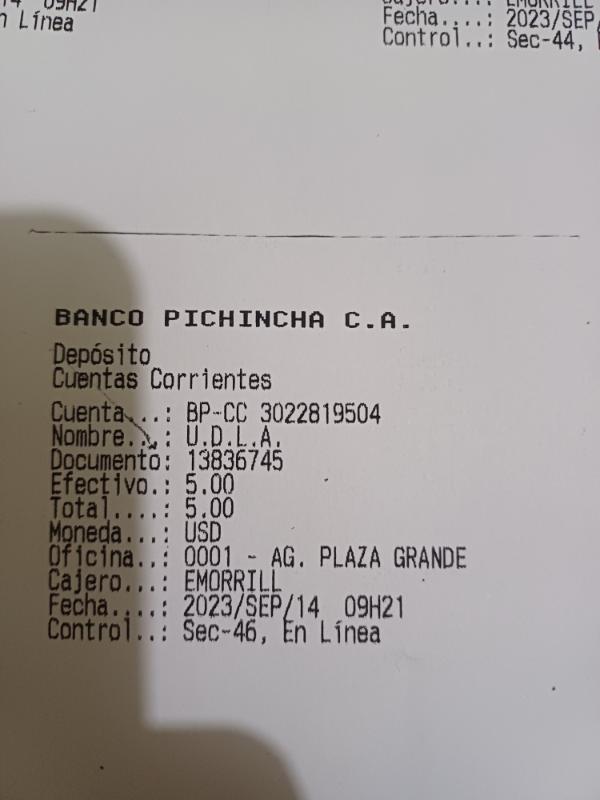 09H21
n Línea
EMORRILL
Fecha....: 2023/SEP
Control..: Sec-44,
BANCO PICHINCHA C.A.
Depósito
Cuentas Corrientes
Cuenta...: BP-CC 3022819504
Nombre...: U.D.L.A.
Documento: 13836745
Efectivo.: 5.00
Total....: 5.00
Moneda...: USD
Oficina..: 0001 - AG. PLAZA GRANDE
Cajero...: EMORRILL
Fecha....: 2023/SEP/14 09H21
Control..: Sec-46, En Línea